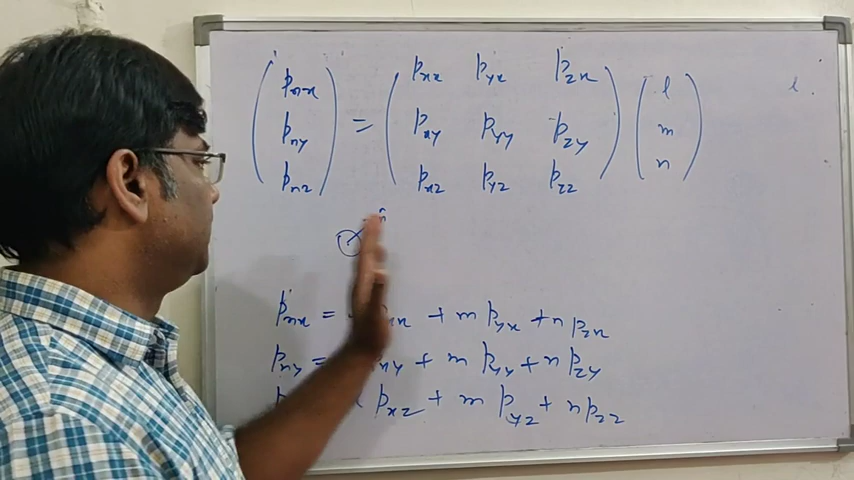 ( p_nx ) = ( p_xx p_yx p_zx ) ( l ) l
( p_ny ) ( p_xy p_yy p_zy ) ( m )
( p_nz ) ( p_xz p_yz p_zz ) ( n )
n̂
p_nx = + m p_yx + n p_zx
p_ny = + m p_yy + n p_zy
p_xz + m p_yz + n p_zz